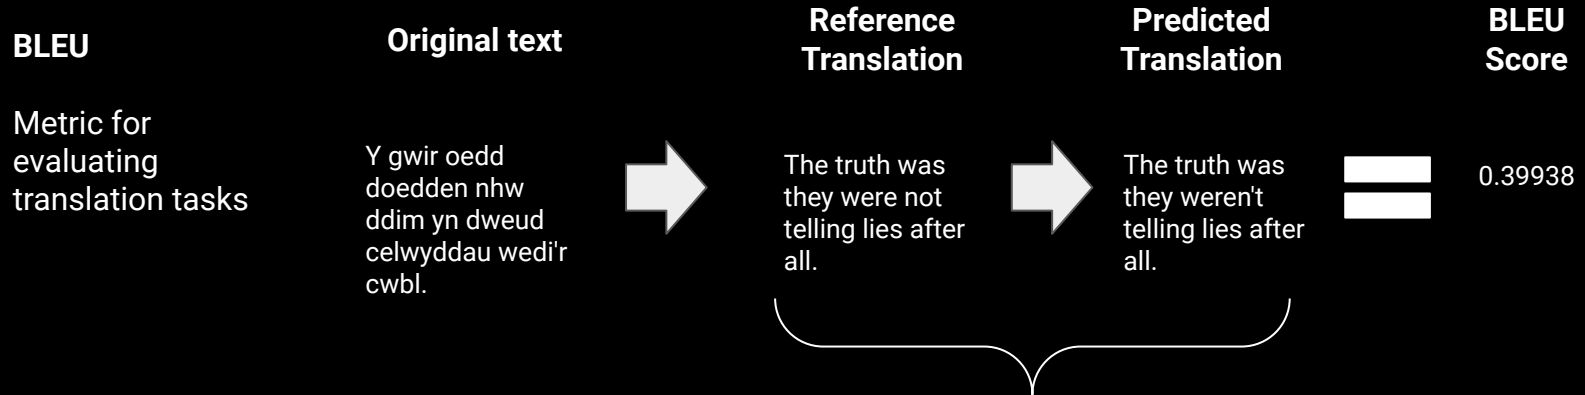 BLEU
Metric for
evaluating
translation tasks
Original text
Y gwir oedd
doedden nhw
ddim yn dweud
celwyddau wedi'r
cwbl.
Reference
Translation
The truth was
they were not
telling lies after
all.
Predicted
Translation
The truth was
they weren't
telling lies after
all.
BLEU
Score
0.39938